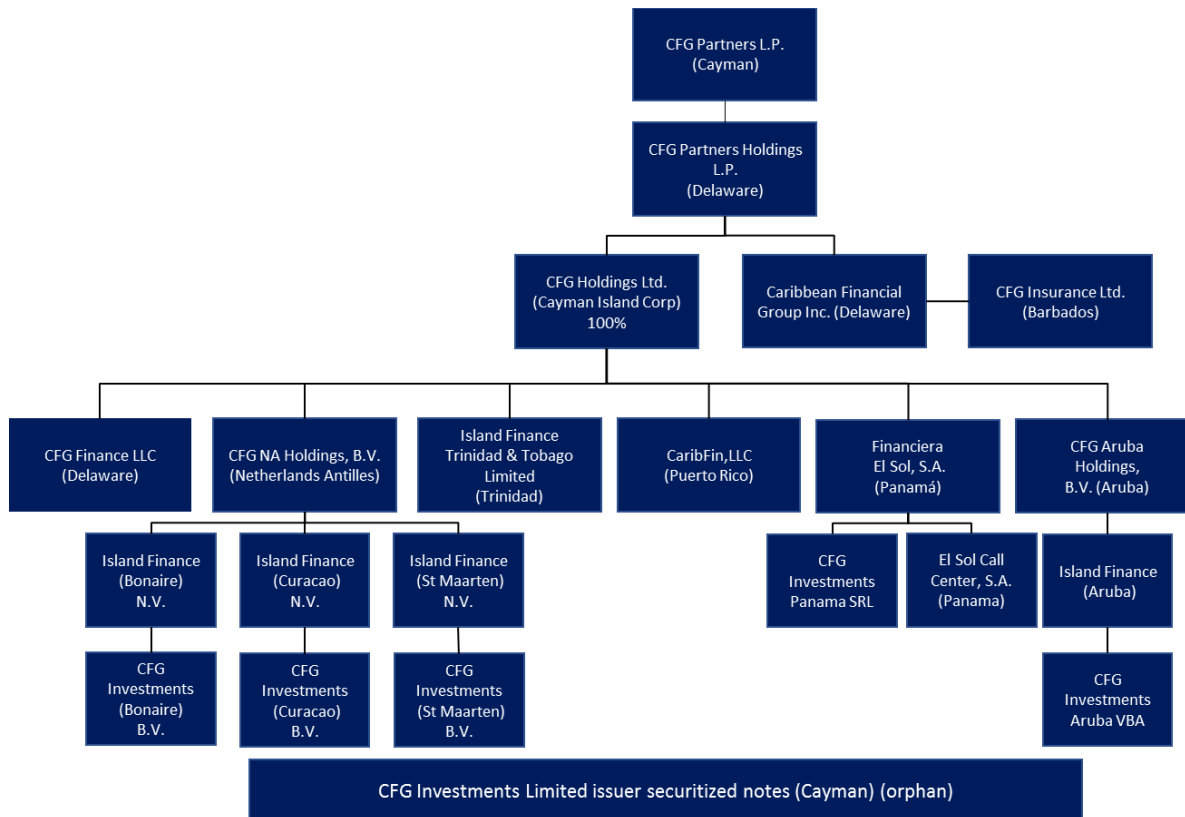 CFG Partners L.P.
(Cayman)
CFG Partners Holdings
L.P.
(Delaware)
CFG Holdings Ltd.
(Cayman Island Corp)
100%
Caribbean Financial
Group Inc. (Delaware)
CFG Insurance Ltd.
(Barbados)
CFG Finance LLC
(Delaware)
CFG NA Holdings, B.V.
(Netherlands Antilles)
Island Finance
Trinidad & Tobago
Limited
(Trinidad)
CaribFin,LLC
(Puerto Rico)
Financiera
El Sol, S.A.
(Panamá)
CFG Aruba
Holdings,
B.V. (Aruba)
Island Finance
(Bonaire)
N.V.
Island Finance
(Curacao)
N.V.
Island Finance
(St Maarten)
N.V.
CFG
Investments
Panama SRL
El Sol Call
Center, S.A.
(Panama)
Island Finance
(Aruba)
CFG
Investments
(Bonaire)
B.V.
CFG
Investments
(Curacao)
B.V.
CFG
Investments
(St Maarten)
B.V.
CFG
Investments
Aruba VBA
CFG Investments Limited issuer securitized notes (Cayman) (orphan)